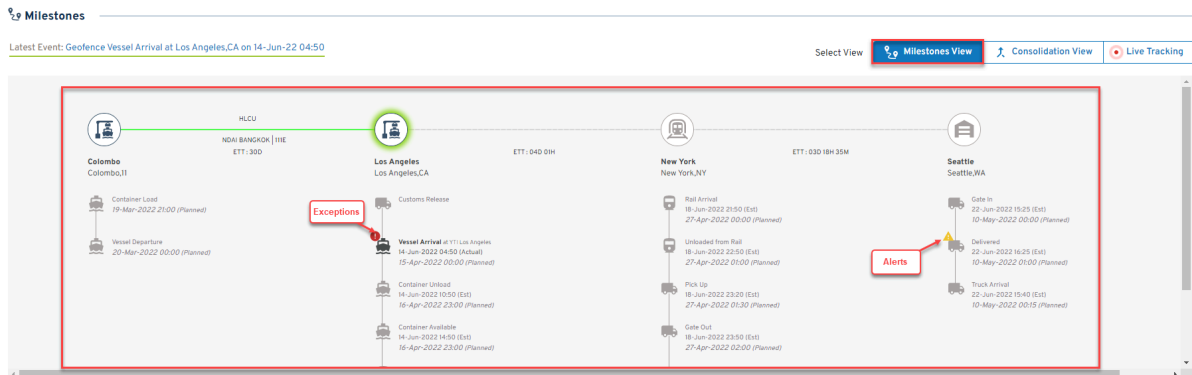 Milestones
Latest Event: Geofence Vessel Arrival at Los Angeles,CA on 14-Jun-22 04:50
Select View
Milestones View
Consolidation View
Live Tracking
HLCU
NDAI BANGKOK | 111E
ETT : 30D
ETT : 04D 01H
ETT : 03D 18H 35M
Colombo
Colombo,11
Container Load
19-Mar-2022 21:00 (Planned)
Vessel Departure
20-Mar-2022 00:00 (Planned)
Los Angeles
Los Angeles,CA
Customs Release
Exceptions
Vessel Arrival at YTI Los Angeles
14-Jun-2022 04:50 (Actual)
15-Apr-2022 00:00 (Planned)
Container Unload
14-Jun-2022 10:50 (Est)
16-Apr-2022 23:00 (Planned)
Container Available
14-Jun-2022 14:50 (Est)
16-Apr-2022 23:00 (Planned)
New York
New York,NY
Rail Arrival
18-Jun-2022 21:50 (Est)
27-Apr-2022 00:00 (Planned)
Unloaded from Rail
18-Jun-2022 22:50 (Est)
27-Apr-2022 01:00 (Planned)
Pick Up
18-Jun-2022 23:20 (Est)
27-Apr-2022 01:30 (Planned)
Gate Out
18-Jun-2022 23:50 (Est)
27-Apr-2022 02:00 (Planned)
Seattle
Seattle,WA
Gate In
22-Jun-2022 15:25 (Est)
10-May-2022 00:00 (Planned)
Alerts
Delivered
22-Jun-2022 16:25 (Est)
10-May-2022 01:00 (Planned)
Truck Arrival
22-Jun-2022 15:40 (Est)
10-May-2022 00:15 (Planned)